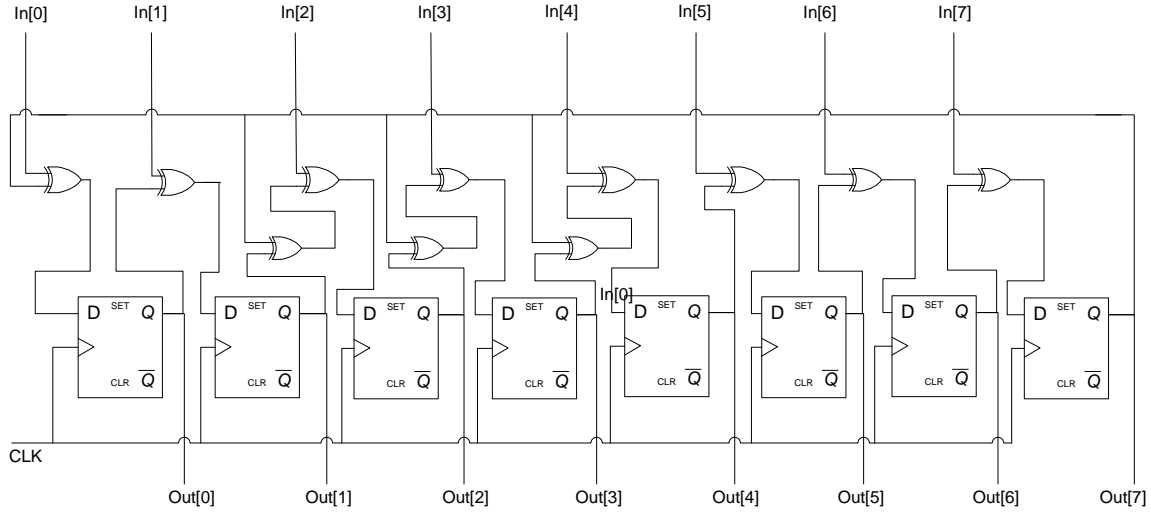 In[0] In[1] In[2] In[3] In[4] In[5] In[6] In[7]
In[0]
D SET Q D SET Q D SET Q D SET Q D SET Q D SET Q D SET Q D SET Q
CLR Q CLR Q CLR Q CLR Q CLR Q CLR Q CLR Q CLR Q
CLK
Out[0] Out[1] Out[2] Out[3] Out[4] Out[5] Out[6] Out[7]